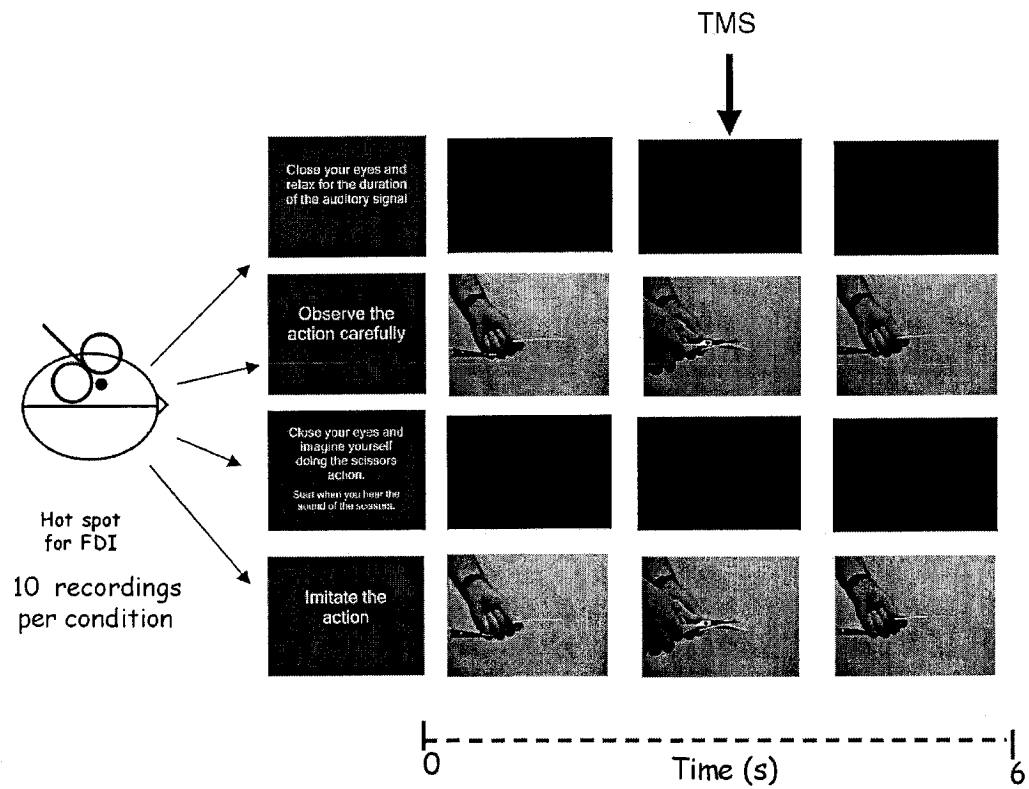 TMS
Close your eyes and
relax for the duration
of the auditory signal
Observe the
action carefully
Close your eyes and
imagine yourself
doing the scissors
action.
Start when you hear the
sound of the scissors.
Imitate the
action
Hot spot
for FDI
10 recordings
per condition
0
Time (s)
6